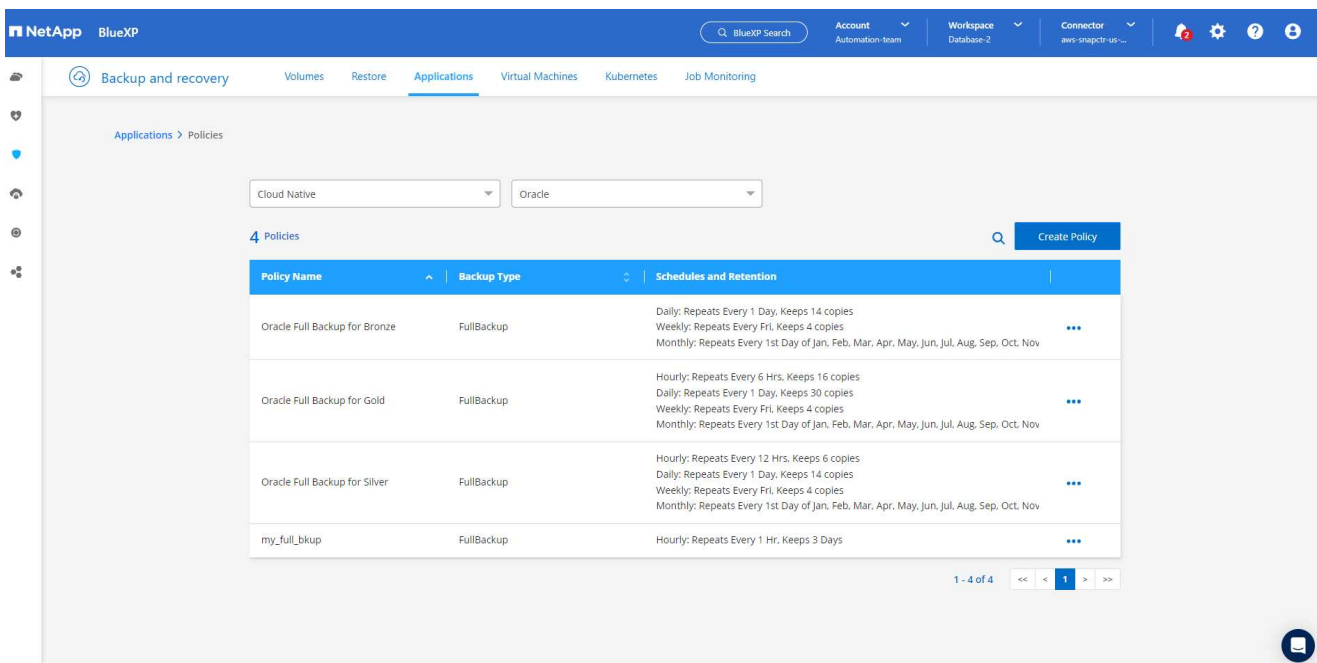 NetApp BlueXP
BlueXP Search
Account
Automation-team
Workspace
Database-2
Connector
aws-snapctr-us-...
2
Backup and recovery
Volumes
Restore
Applications
Virtual Machines
Kubernetes
Job Monitoring
Applications > Policies
Cloud Native
Oracle
4 Policies
Create Policy
Policy Name
Backup Type
Schedules and Retention
Oracle Full Backup for Bronze
FullBackup
Daily: Repeats Every 1 Day, Keeps 14 copies
Weekly: Repeats Every Fri, Keeps 4 copies
Monthly: Repeats Every 1st Day of Jan, Feb, Mar, Apr, May, Jun, Jul, Aug, Sep, Oct, Nov
Oracle Full Backup for Gold
FullBackup
Hourly: Repeats Every 6 Hrs, Keeps 16 copies
Daily: Repeats Every 1 Day, Keeps 30 copies
Weekly: Repeats Every Fri, Keeps 4 copies
Monthly: Repeats Every 1st Day of Jan, Feb, Mar, Apr, May, Jun, Jul, Aug, Sep, Oct, Nov
Oracle Full Backup for Silver
FullBackup
Hourly: Repeats Every 12 Hrs, Keeps 6 copies
Daily: Repeats Every 1 Day, Keeps 14 copies
Weekly: Repeats Every Fri, Keeps 4 copies
Monthly: Repeats Every 1st Day of Jan, Feb, Mar, Apr, May, Jun, Jul, Aug, Sep, Oct, Nov
my_full_bkup
FullBackup
Hourly: Repeats Every 1 Hr, Keeps 3 Days
1 - 4 of 4 << < 1 > >>